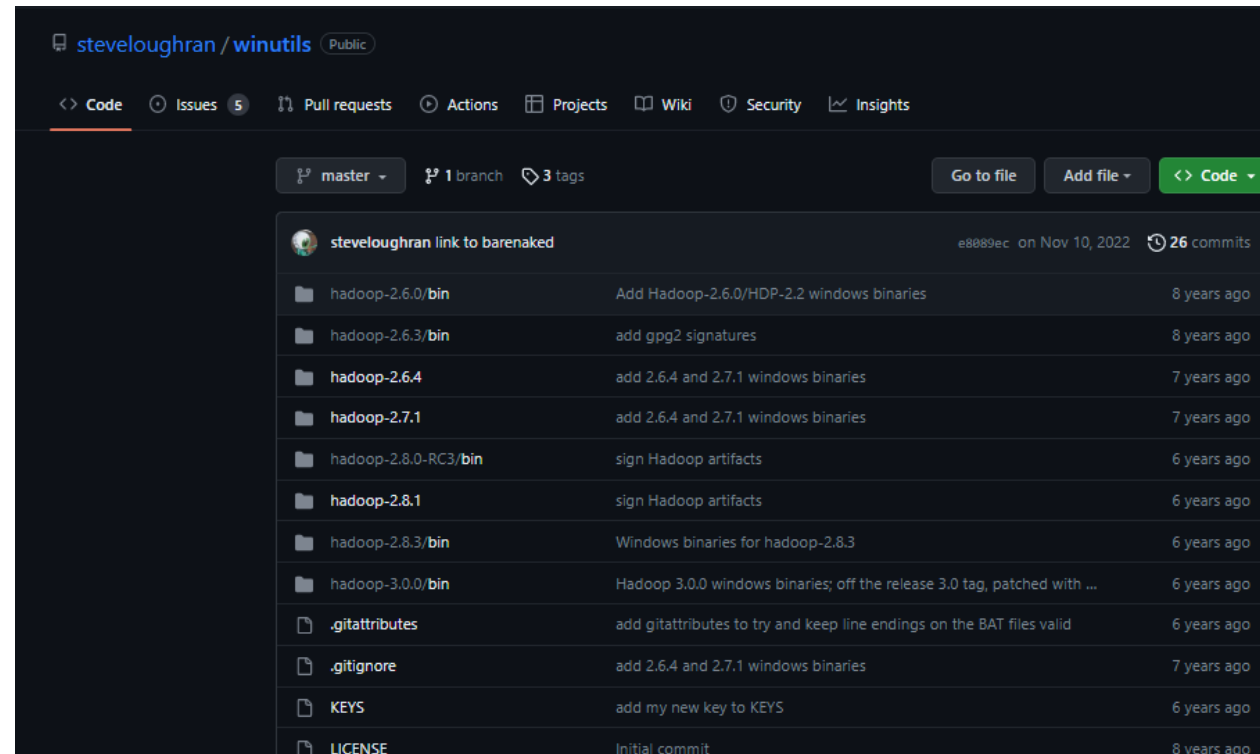 steveloughran / winutils Public
Code Issues 5 Pull requests Actions Projects Wiki Security Insights
master 1 branch 3 tags Go to file Add file Code
steveloughran link to barenaked e8089ec on Nov 10, 2022 26 commits
hadoop-2.6.0/bin Add Hadoop-2.6.0/HDP-2.2 windows binaries 8 years ago
hadoop-2.6.3/bin add gpg2 signatures 8 years ago
hadoop-2.6.4 add 2.6.4 and 2.7.1 windows binaries 7 years ago
hadoop-2.7.1 add 2.6.4 and 2.7.1 windows binaries 7 years ago
hadoop-2.8.0-RC3/bin sign Hadoop artifacts 6 years ago
hadoop-2.8.1 sign Hadoop artifacts 6 years ago
hadoop-2.8.3/bin Windows binaries for hadoop-2.8.3 6 years ago
hadoop-3.0.0/bin Hadoop 3.0.0 windows binaries; off the release 3.0 tag, patched with ... 6 years ago
.gitattributes add gitattributes to try and keep line endings on the BAT files valid 6 years ago
.gitignore add 2.6.4 and 2.7.1 windows binaries 7 years ago
KEYS add my new key to KEYS 6 years ago
LICENSE Initial commit 8 years ago